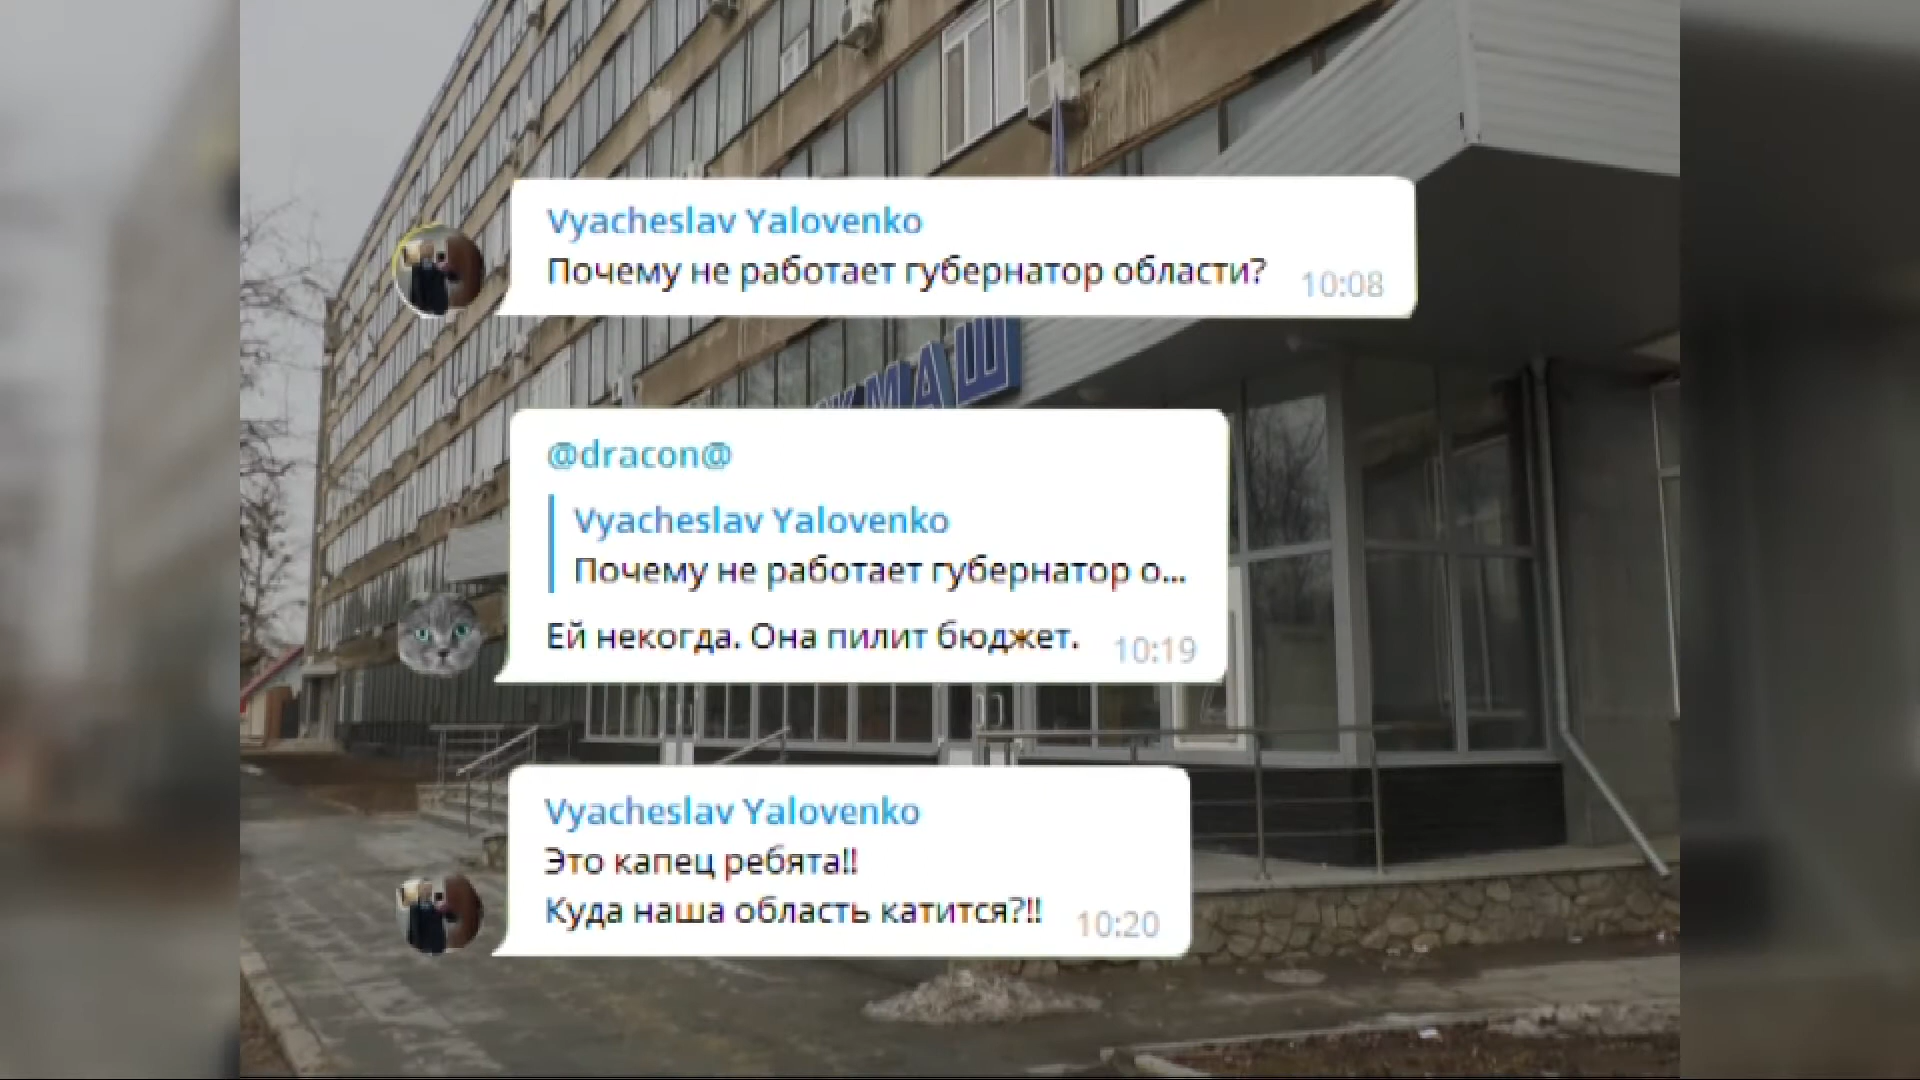 Vyacheslav Yalovenko
Почему не работает губернатор области?
10:08
МАШ
@dracon@
Vyacheslav Yalovenko
Почему не работает губернатор о...
Ей некогда. Она пилит бюджет.
10:19
Vyacheslav Yalovenko
Это капец ребята!!
Куда наша область катится?!!
10:20